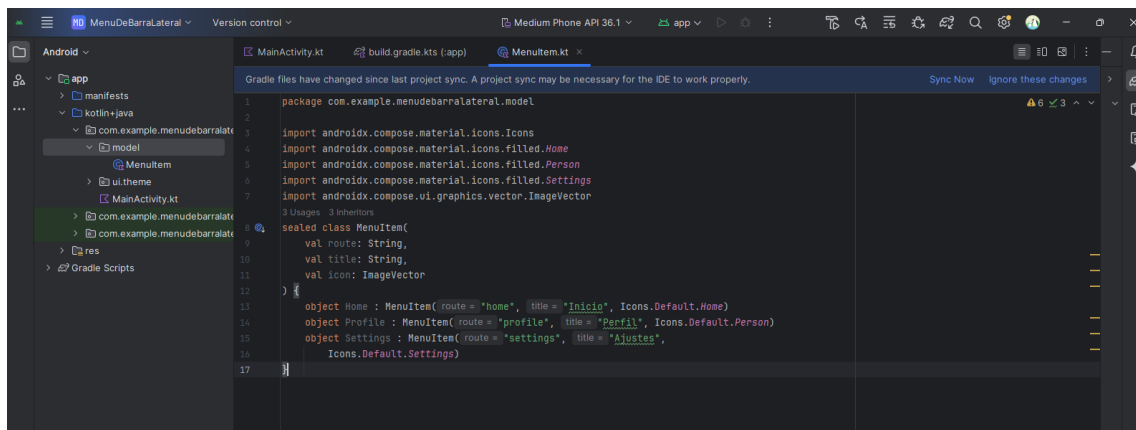 MD MenuDeBarraLateral Version control Medium Phone API 36.1 app
Android
MainActivity.kt build.gradle.kts (:app) MenuItem.kt
app
manifests
kotlin+java
com.example.menudebarralate
model
MenuItem
ui.theme
MainActivity.kt
com.example.menudebarralate
com.example.menudebarralate
res
Gradle Scripts
Gradle files have changed since last project sync. A project sync may be necessary for the IDE to work properly. Sync Now Ignore these changes
6 3
1 package com.example.menudebarralateral.model
2
3 import androidx.compose.material.icons.Icons
4 import androidx.compose.material.icons.filled.Home
5 import androidx.compose.material.icons.filled.Person
6 import androidx.compose.material.icons.filled.Settings
7 import androidx.compose.ui.graphics.vector.ImageVector
3 Usages 3 Inheritors
8 sealed class MenuItem(
9 val route: String,
10 val title: String,
11 val icon: ImageVector
12 ) {
13 object Home : MenuItem( route = "home", title = "Inicio", Icons.Default.Home)
14 object Profile : MenuItem( route = "profile", title = "Perfil", Icons.Default.Person)
15 object Settings : MenuItem( route = "settings", title = "Ajustes",
16 Icons.Default.Settings)
17 }